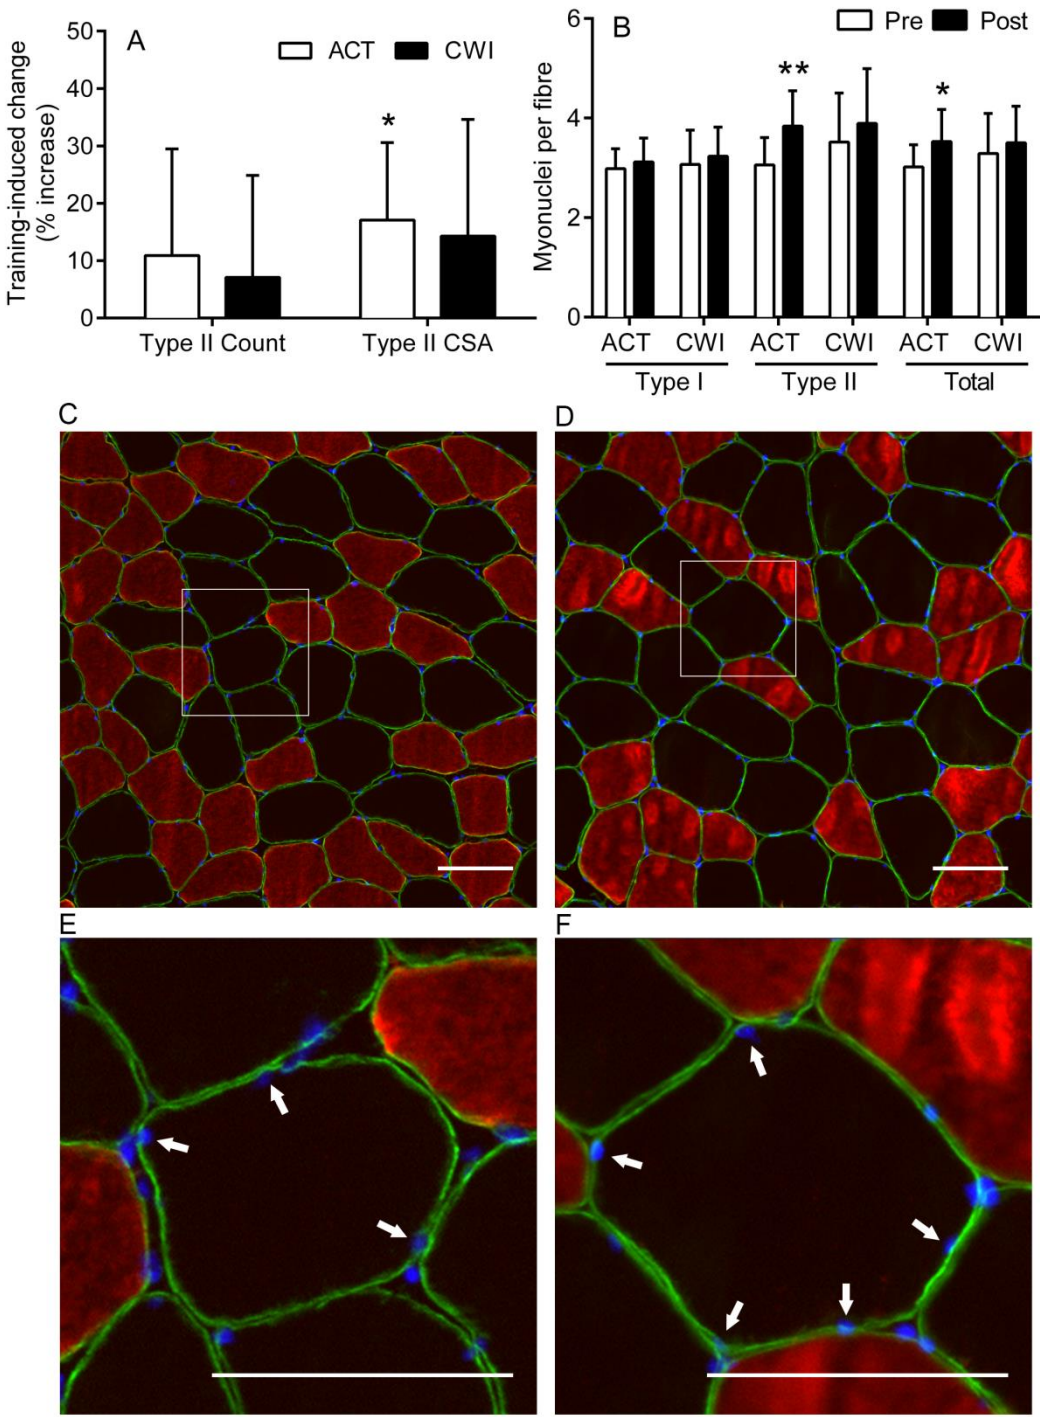 A
ACT
CWI
Training-induced change
(% increase)
50
40
30
20
10
0
*
Type II Count
Type II CSA
B
Pre
Post
Myonuclei per fibre
6
4
2
0
**
*
ACT CWI ACT CWI ACT CWI
Type I
Type II
Total
C
D
E
F